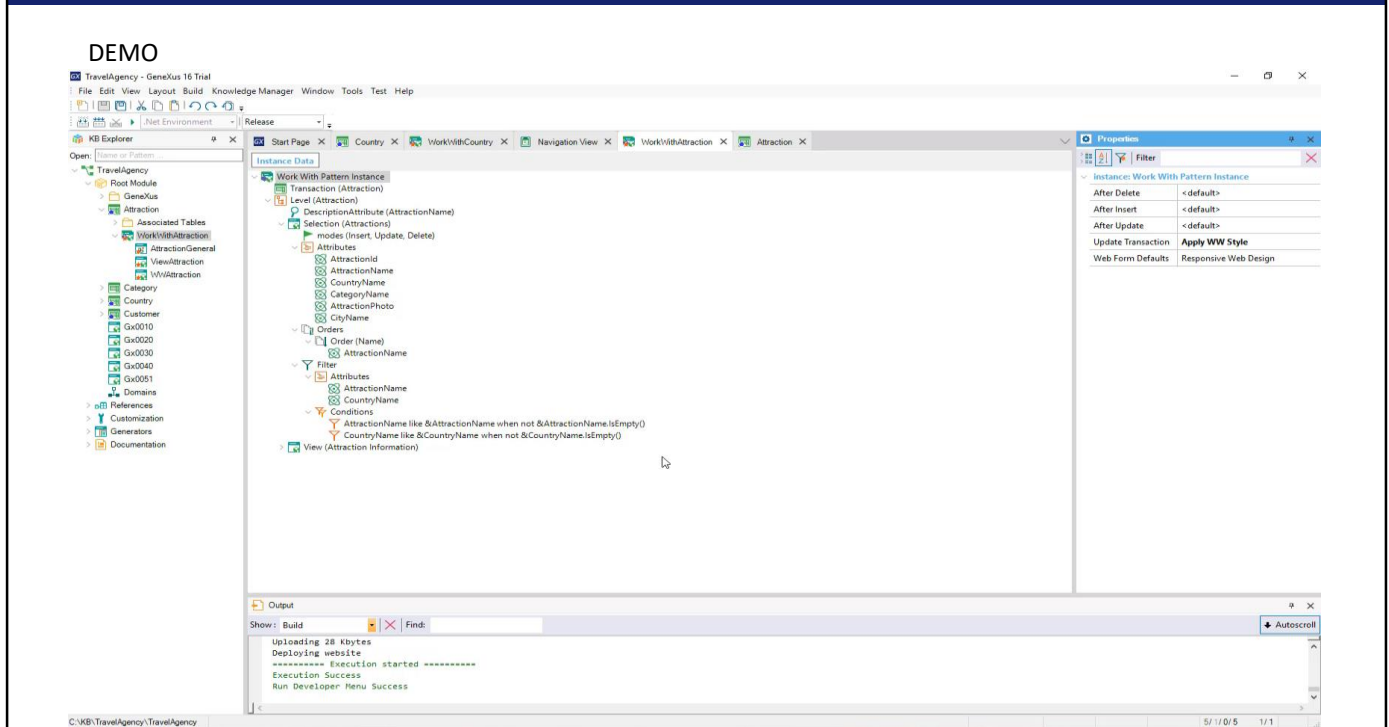 DEMO
TravelAgency - GeneXus 16 Trial
File Edit View Layout Build Knowledge Manager Window Tools Test Help
.Net Environment Release
KB Explorer
Open: Name or Pattern ...
TravelAgency
Root Module
GeneXus
Attraction
Associated Tables
WorkWithAttraction
AttractionGeneral
ViewAttraction
WWAttraction
Category
Country
Customer
Gx0010
Gx0020
Gx0030
Gx0040
Gx0051
Domains
References
Customization
Generators
Documentation
Start Page Country WorkWithCountry Navigation View WorkWithAttraction Attraction
Instance Data
Work With Pattern Instance
Transaction (Attraction)
Level (Attraction)
DescriptionAttribute (AttractionName)
Selection (Attractions)
modes (Insert, Update, Delete)
Attributes
AttractionId
AttractionName
CountryName
CategoryName
AttractionPhoto
CityName
Orders
Order (Name)
AttractionName
Filter
Attributes
AttractionName
CountryName
Conditions
AttractionName like &AttractionName when not &AttractionName.IsEmpty()
CountryName like &CountryName when not &CountryName.IsEmpty()
View (Attraction Information)
Properties
Filter
Instance: Work With Pattern Instance
After Delete <default>
After Insert <default>
After Update <default>
Update Transaction Apply WW Style
Web Form Defaults Responsive Web Design
Output
Show: Build Find: Autoscroll
Uploading 28 Kbytes
Deploying website
========== Execution started ==========
Execution Success
Run Developer Menu Success
C:\KB\TravelAgency\TravelAgency 1/1